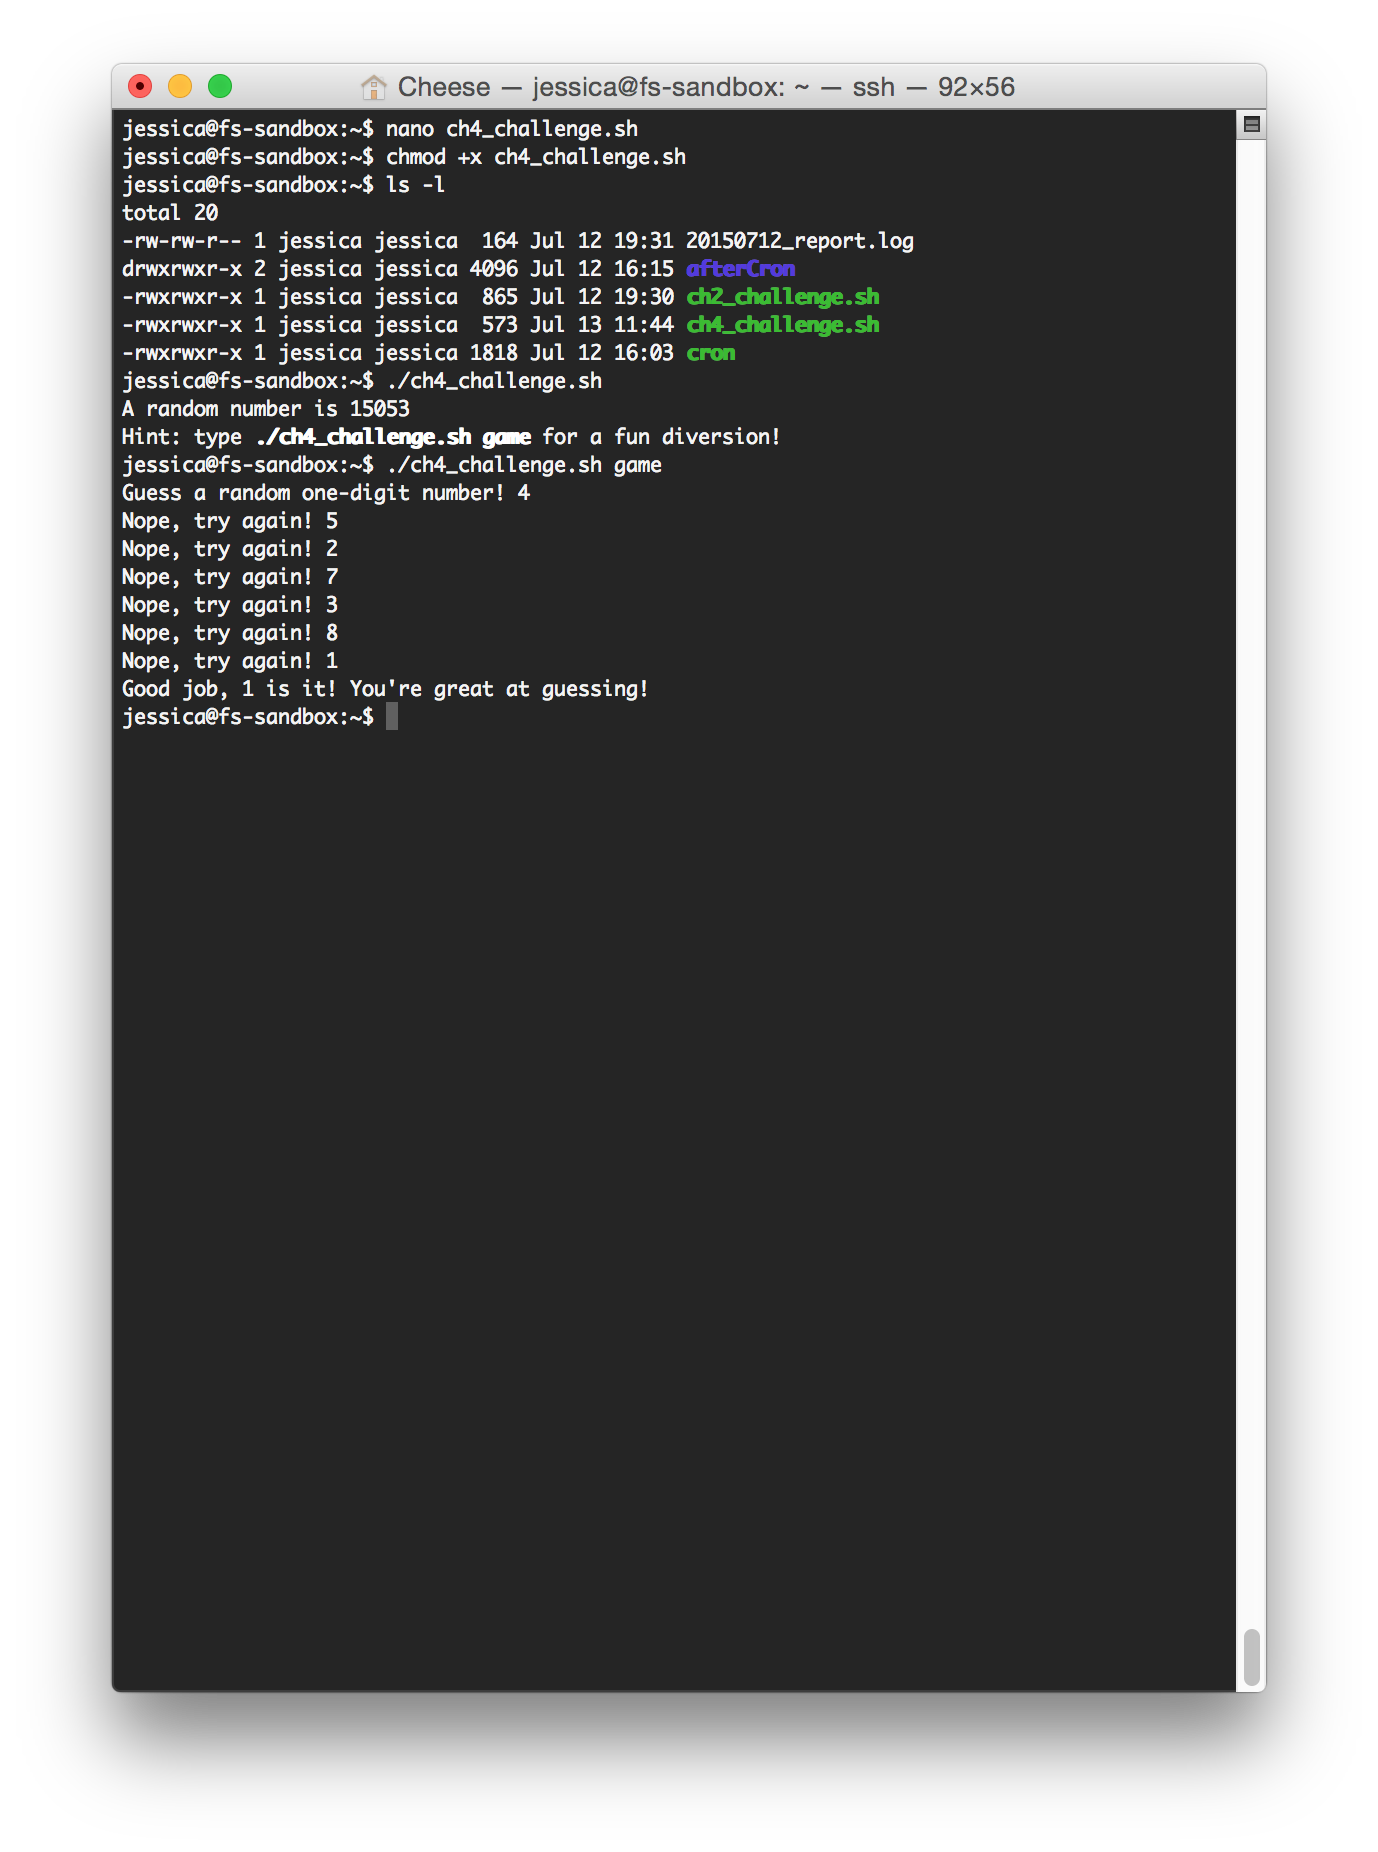 Cheese — jessica@fs-sandbox: ~ — ssh — 92×56
jessica@fs-sandbox:~$ nano ch4_challenge.sh
jessica@fs-sandbox:~$ chmod +x ch4_challenge.sh
jessica@fs-sandbox:~$ ls -l
total 20
-rw-rw-r-- 1 jessica jessica  164 Jul 12 19:31 20150712_report.log
drwxrwxr-x 2 jessica jessica 4096 Jul 12 16:15 afterCron
-rwxrwxr-x 1 jessica jessica  865 Jul 12 19:30 ch2_challenge.sh
-rwxrwxr-x 1 jessica jessica  573 Jul 13 11:44 ch4_challenge.sh
-rwxrwxr-x 1 jessica jessica 1818 Jul 12 16:03 cron
jessica@fs-sandbox:~$ ./ch4_challenge.sh
A random number is 15053
Hint: type ./ch4_challenge.sh game for a fun diversion!
jessica@fs-sandbox:~$ ./ch4_challenge.sh game
Guess a random one-digit number! 4
Nope, try again! 5
Nope, try again! 2
Nope, try again! 7
Nope, try again! 3
Nope, try again! 8
Nope, try again! 1
Good job, 1 is it! You're great at guessing!
jessica@fs-sandbox:~$